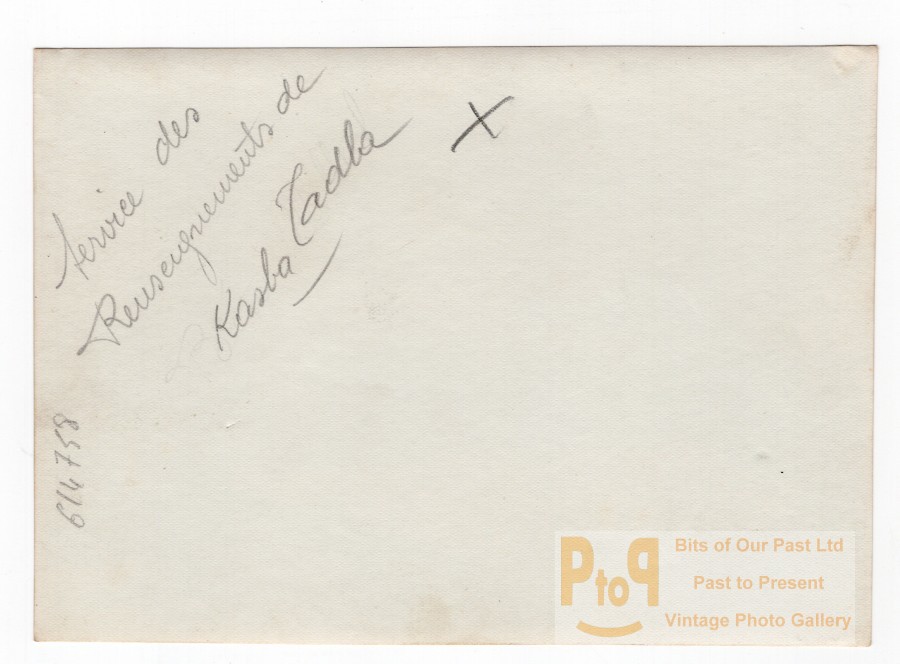 Service des
Renseignements de
Kasba Tadla
X
614758
PtoP
Bits of Our Past Ltd
Past to Present
Vintage Photo Gallery